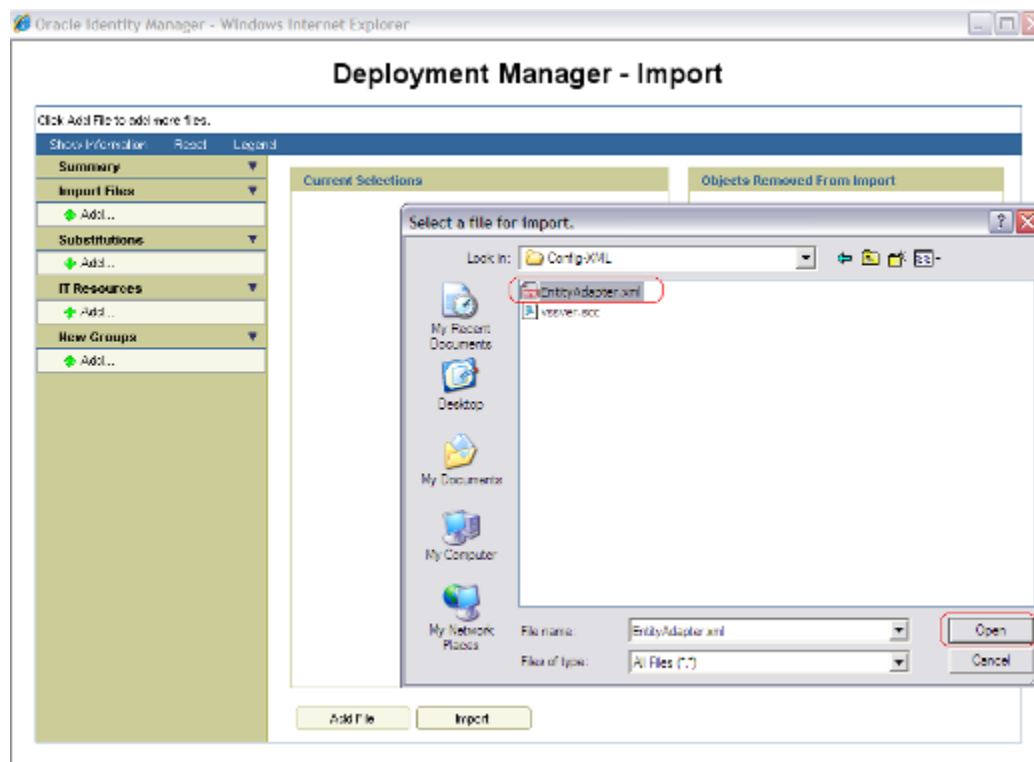 Oracle Identity Manager - Windows Internet Explorer
Deployment Manager - Import
Click Add File to add more files.
Show Information Reset Legend
Summary
Import Files
Add...
Substitutions
Add...
IT Resources
Add...
New Groups
Add...
Current Selections
Objects Removed From Import
Select a file for import.
Look in: Config-XML
EntityAdapter.xml
vssver.scc
My Recent
Documents
Desktop
My Documents
My Computer
My Network
Places
File name: EntityAdapter.xml
Open
Files of type: All Files (*.*)
Cancel
Add File
Import